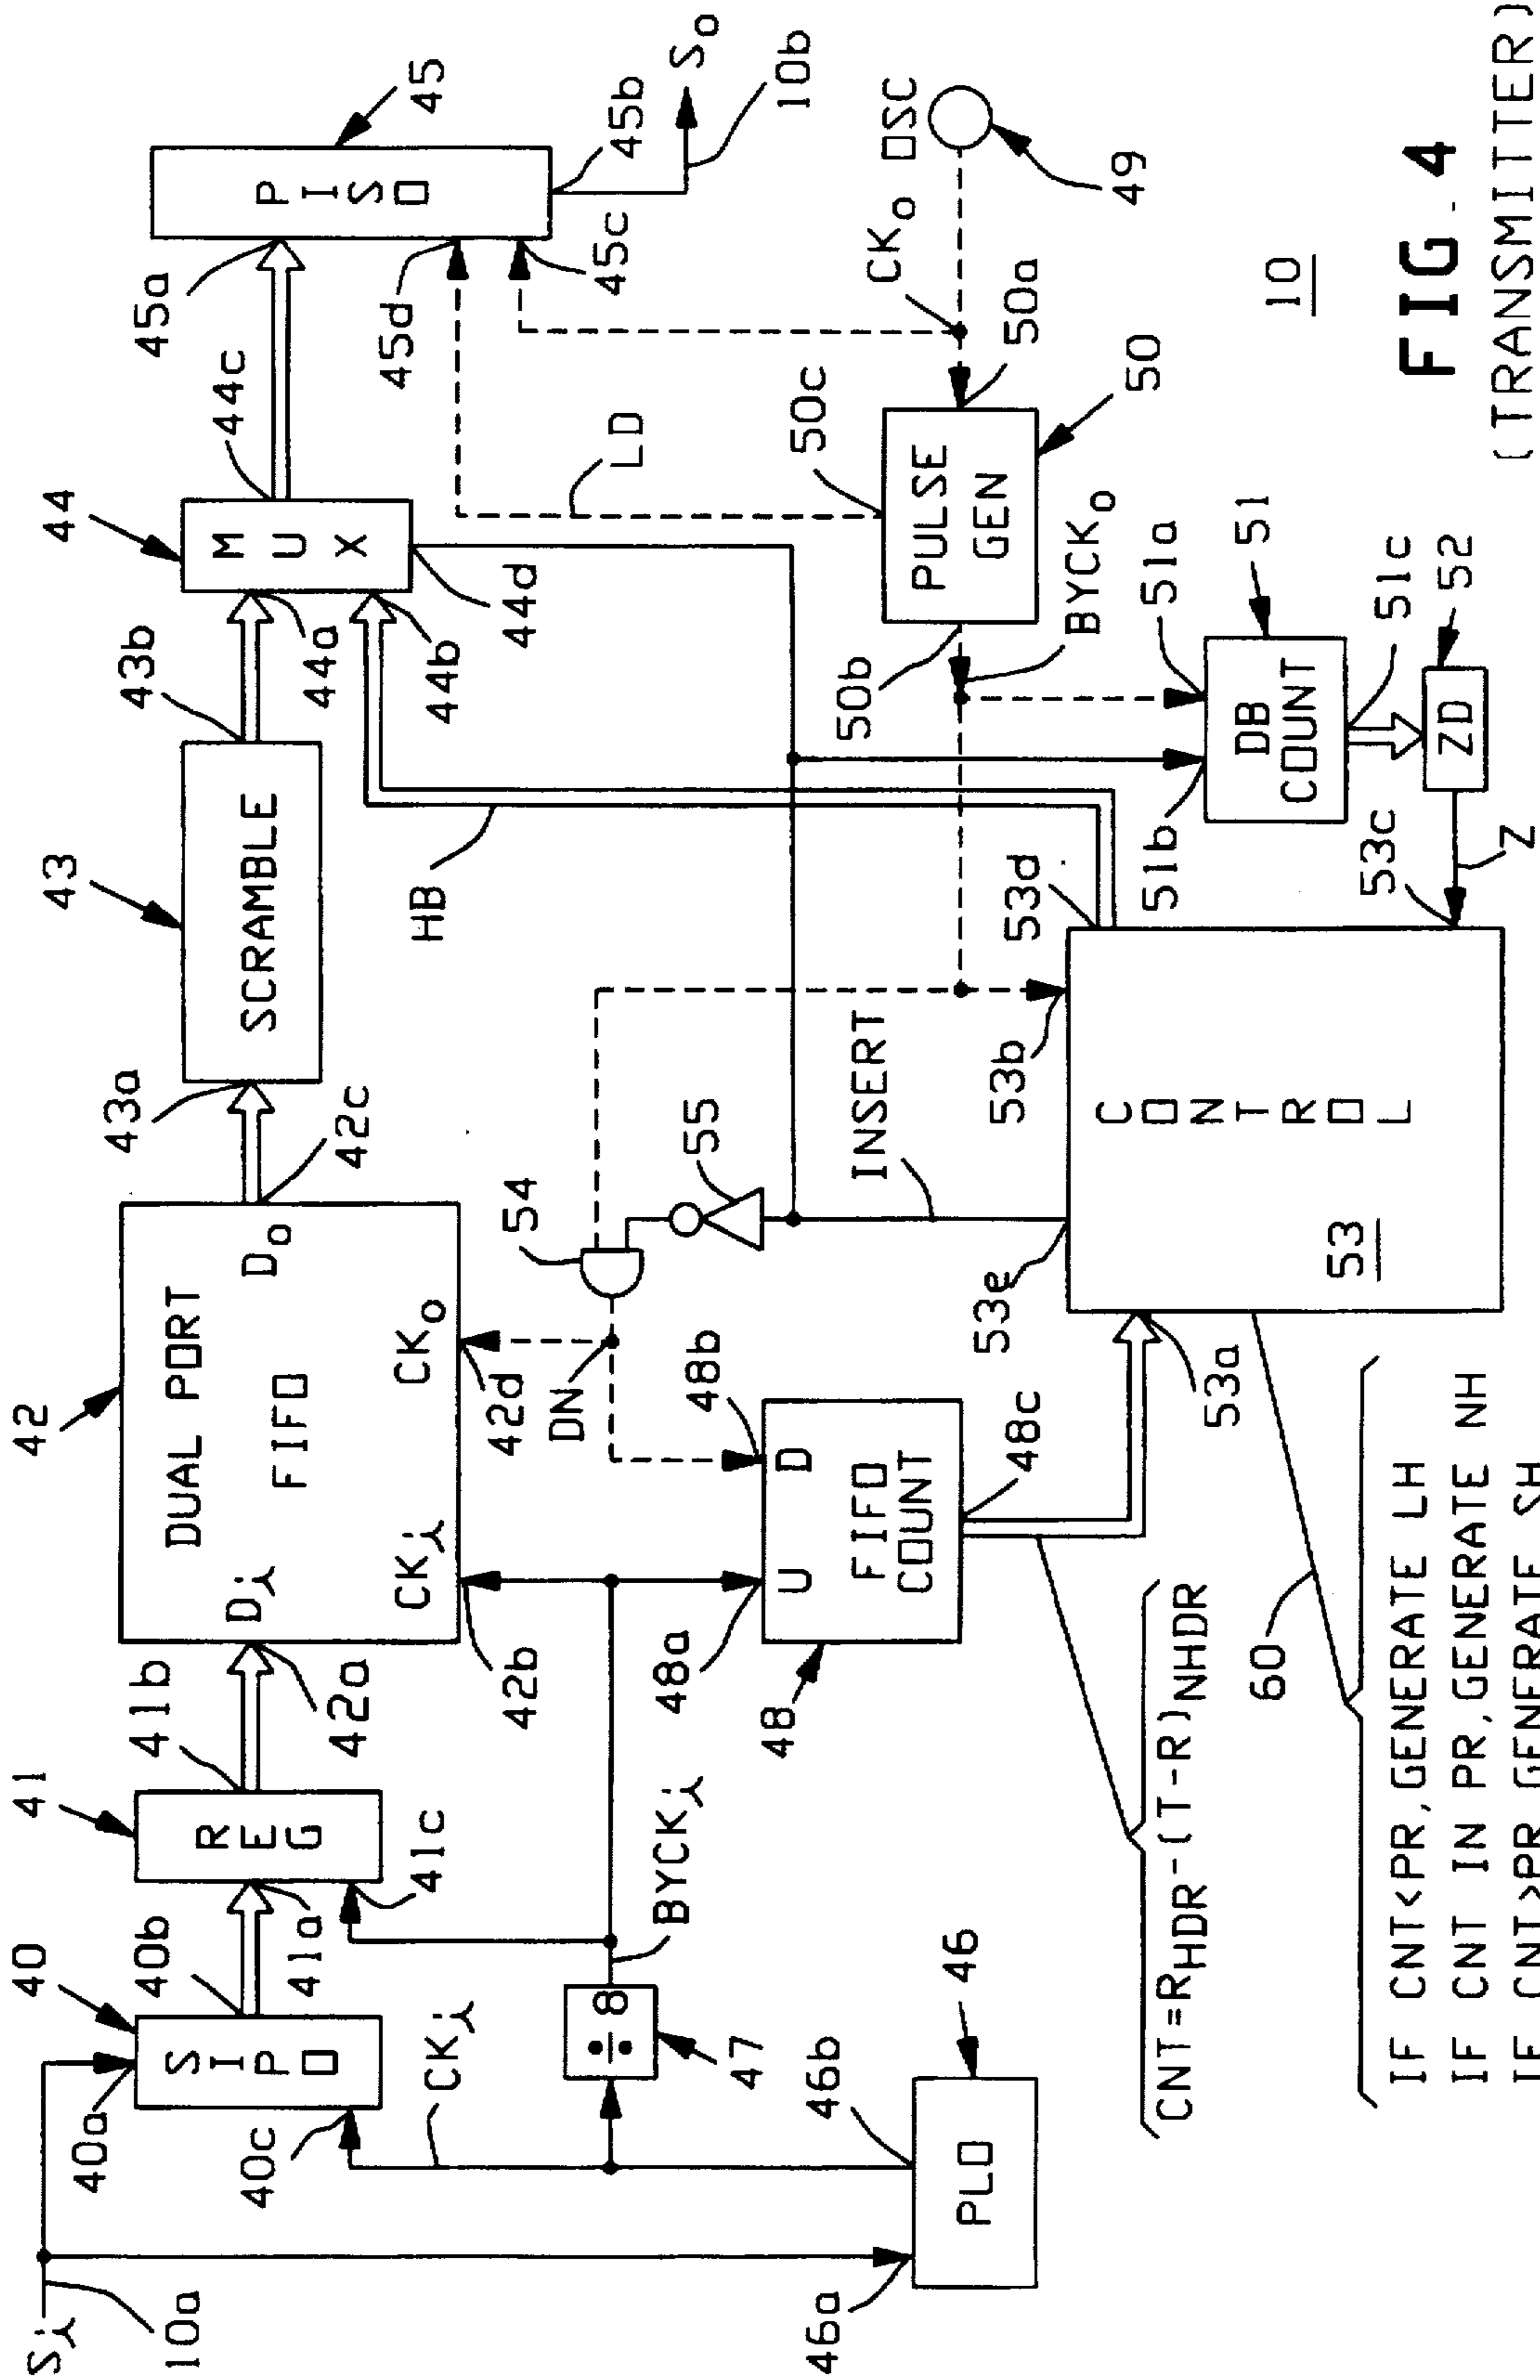 S_i
10a
40
40a
SIPO
40b
40c
CK_i
41
41a
REG
41b
41c
42
42a
DUAL PORT
FIFO
D_i
D_o
CK_i
CK_o
42b
42c
42d
43
43a
SCRAMBLE
43b
44
44a
MUX
44b
44c
44d
45
45a
PISO
45b
45c
45d
S_o
10b
46
46a
PLO
46b
47
÷8
BYCK_i
48
48a
U
D
FIFO
COUNT
48b
48c
DN
54
55
INSERT
HB
LD
CK_o
OSC
49
50
50a
PULSE
GEN
50b
50c
BYCK_o
51
51a
DB
COUNT
51b
51c
52
ZD
Z
53
CONTROL
53a
53b
53c
53d
53e
CNT=R_HDR-(T-R)_NHDR
60
IF CNT<PR,GENERATE LH
IF CNT IN PR,GENERATE NH
IF CNT>PR,GENERATE SH
10
FIG. 4
(TRANSMITTER)